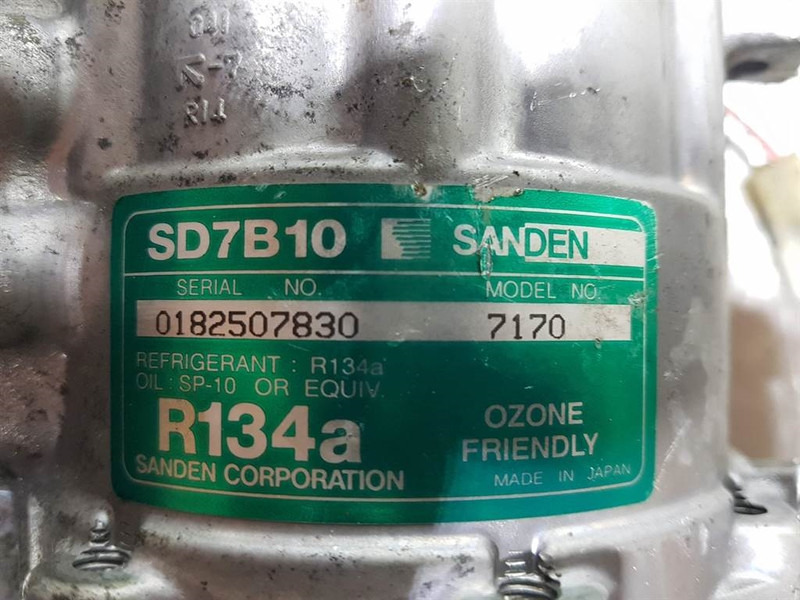 R14
SD7B10 SANDEN
SERIAL NO. MODEL NO.
0182507830 7170
REFRIGERANT : R134a
OIL : SP-10 OR EQUIV.
R134a
OZONE
FRIENDLY
SANDEN CORPORATION
MADE IN JAPAN